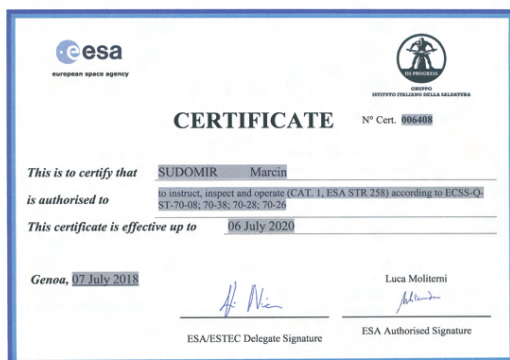 esa
european space agency
IIS PROGRESS
GRUPPO
ISTITUTO ITALIANO DELLA SALDATURA
CERTIFICATE
N° Cert. 006408
This is to certify that SUDOMIR Marcin
is authorised to to instruct, inspect and operate (CAT. 1, ESA STR 258) according to ECSS-Q-
ST-70-08; 70-38; 70-28; 70-26
This certificate is effective up to 06 July 2020
Genoa, 07 July 2018
Luca Moliterni
ESA/ESTEC Delegate Signature
ESA Authorised Signature